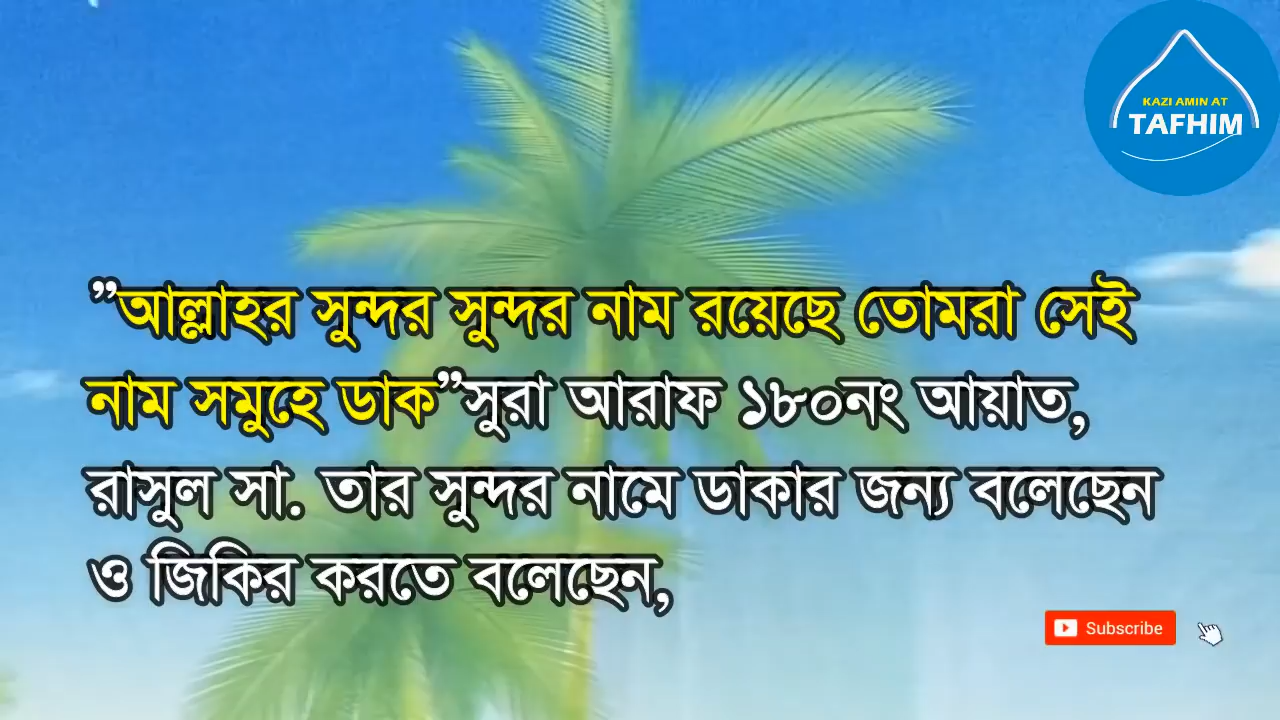 KAZI AMIN AT
TAFHIM
”আল্লাহর সুন্দর সুন্দর নাম রয়েছে তোমরা সেই
নাম সমুহে ডাক”সুরা আরাফ ১৮০নং আয়াত,
রাসুল সা. তার সুন্দর নামে ডাকার জন্য বলেছেন
ও জিকির করতে বলেছেন,
Subscribe